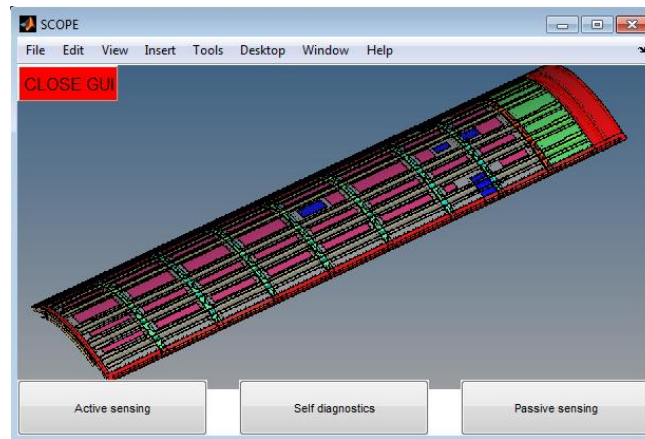 SCOPE
File Edit View Insert Tools Desktop Window Help
CLOSE GUI
Active sensing Self diagnostics Passive sensing